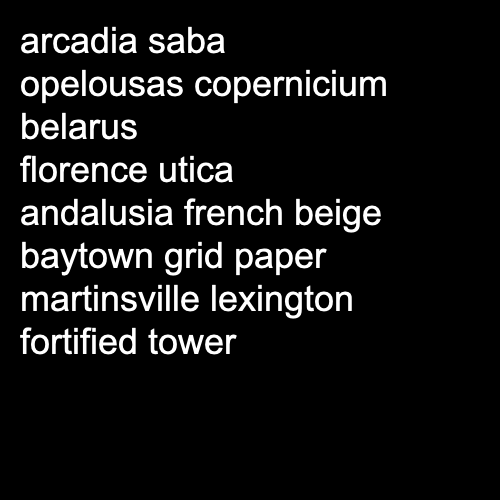 arcadia saba
opelousas copernicium
belarus
florence utica
andalusia french beige
baytown grid paper
martinsville lexington
fortified tower